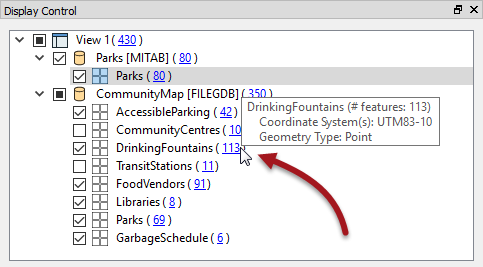 Display Control
View 1 ( 430)
Parks [MITAB] ( 80)
Parks ( 80)
CommunityMap [FILEGDB] ( 350)
AccessibleParking ( 42)
CommunityCentres ( 10
DrinkingFountains ( 113)
TransitStations ( 11)
FoodVendors ( 91)
Libraries ( 8)
Parks ( 69)
GarbageSchedule ( 6)
DrinkingFountains (# features: 113)
Coordinate System(s): UTM83-10
Geometry Type: Point